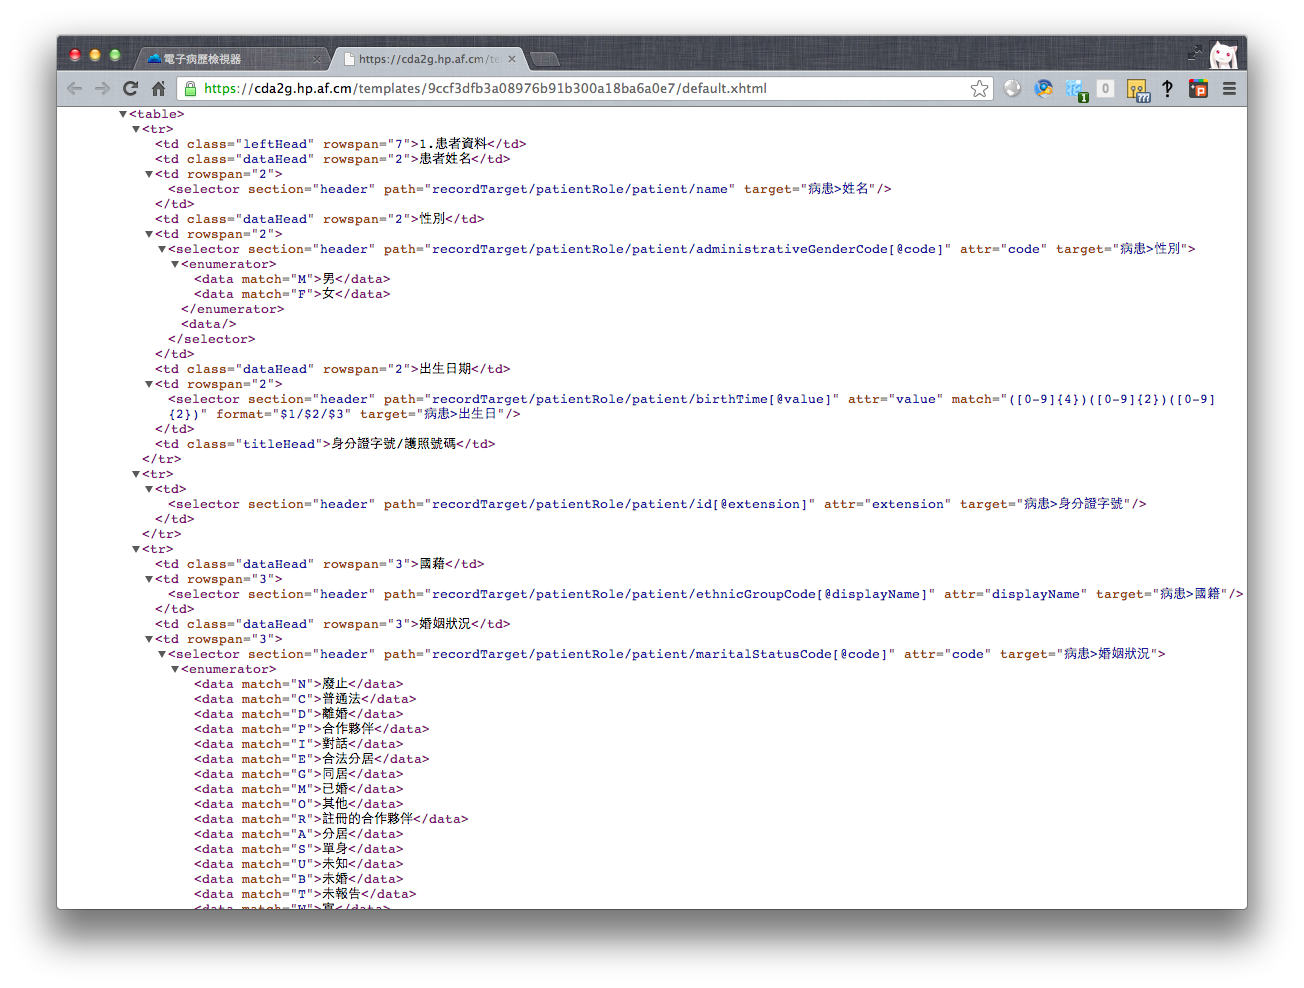 電子病歷檢視器
https://cda2g.hp.af.cm/te
https://cda2g.hp.af.cm/templates/9ccf3dfb3a08976b91b300a18ba6a0e7/default.xhtml
<table>
<tr>
<td class="leftHead" rowspan="7">1.患者資料</td>
<td class="dataHead" rowspan="2">患者姓名</td>
<td rowspan="2">
<selector section="header" path="recordTarget/patientRole/patient/name" target="病患>姓名"/>
</td>
<td class="dataHead" rowspan="2">性別</td>
<td rowspan="2">
<selector section="header" path="recordTarget/patientRole/patient/administrativeGenderCode[@code]" attr="code" target="病患>性別">
<enumerator>
<data match="M">男</data>
<data match="F">女</data>
</enumerator>
<data/>
</selector>
</td>
<td class="dataHead" rowspan="2">出生日期</td>
<td rowspan="2">
<selector section="header" path="recordTarget/patientRole/patient/birthTime[@value]" attr="value" match="([0-9]{4})([0-9]{2})([0-9]
{2})" format="$1/$2/$3" target="病患>出生日"/>
</td>
<td class="titleHead">身分證字號/護照號碼</td>
</tr>
<tr>
<td>
<selector section="header" path="recordTarget/patientRole/id[@extension]" attr="extension" target="病患>身分證字號"/>
</td>
</tr>
<tr>
<td class="dataHead" rowspan="3">國藉</td>
<td rowspan="3">
<selector section="header" path="recordTarget/patientRole/patient/ethnicGroupCode[@displayName]" attr="displayName" target="病患>國籍"/>
</td>
<td class="dataHead" rowspan="3">婚姻狀況</td>
<td rowspan="3">
<selector section="header" path="recordTarget/patientRole/patient/maritalStatusCode[@code]" attr="code" target="病患>婚姻狀況">
<enumerator>
<data match="N">廢止</data>
<data match="C">普通法</data>
<data match="D">離婚</data>
<data match="P">合作夥伴</data>
<data match="I">對話</data>
<data match="E">合法分居</data>
<data match="G">同居</data>
<data match="M">已婚</data>
<data match="O">其他</data>
<data match="R">註冊的合作夥伴</data>
<data match="A">分居</data>
<data match="S">單身</data>
<data match="U">未知</data>
<data match="B">未婚</data>
<data match="T">未報告</data>